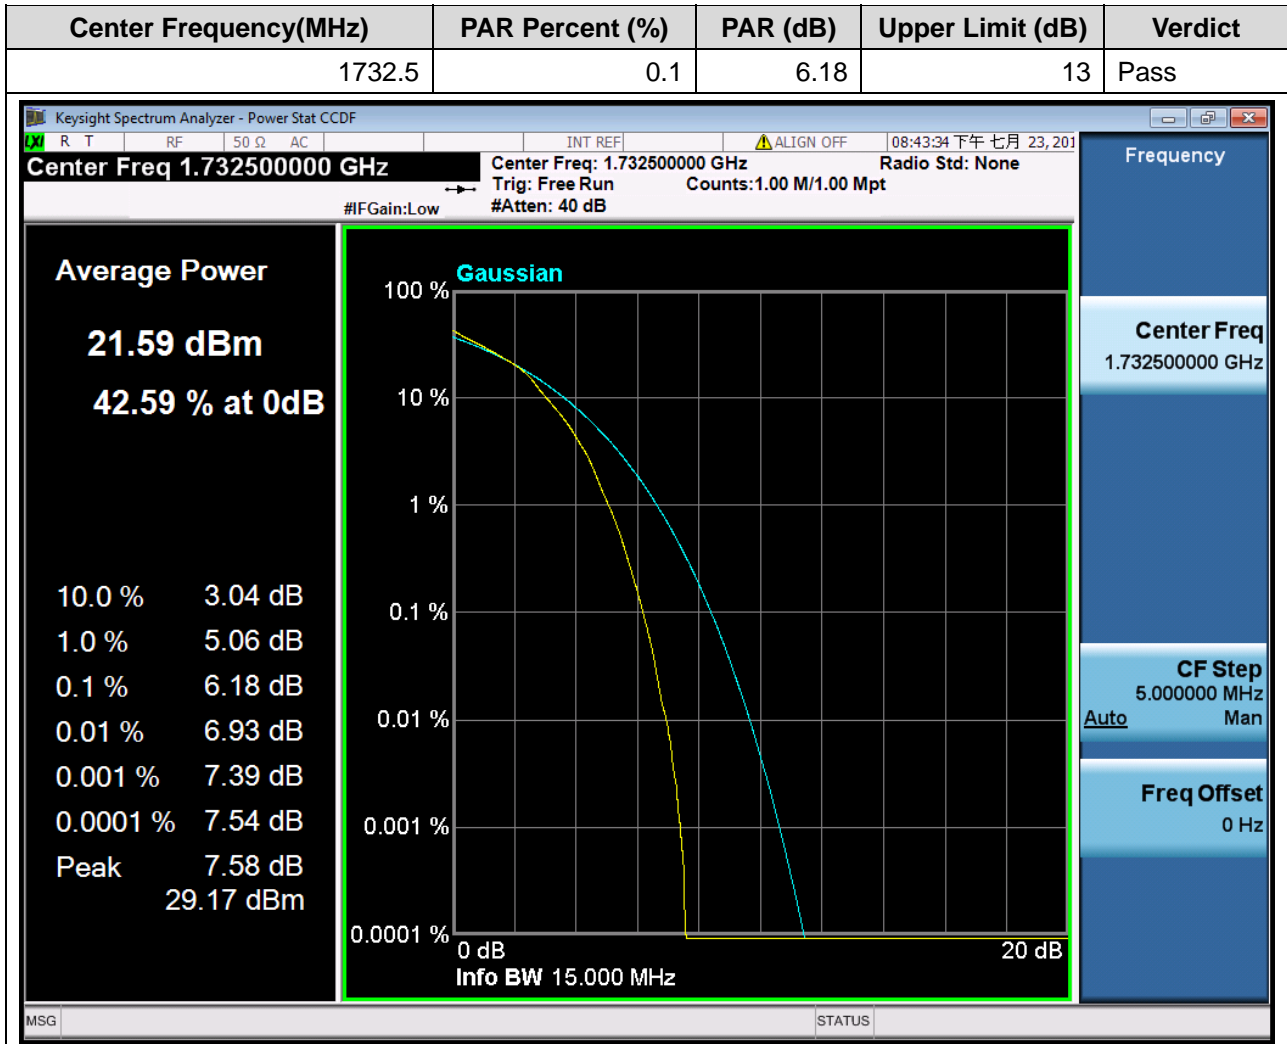 Center Frequency(MHz) PAR Percent (%) PAR (dB) Upper Limit (dB) Verdict
1732.5 0.1 6.18 13 Pass
Keysight Spectrum Analyzer - Power Stat CCDF
LXI R T RF 50 Ω AC INT REF ALIGN OFF 08:43:34 下午 七月 23, 201
Center Freq 1.732500000 GHz
Center Freq: 1.732500000 GHz Radio Std: None
Trig: Free Run Counts:1.00 M/1.00 Mpt
#IFGain:Low #Atten: 40 dB
Average Power
21.59 dBm
42.59 % at 0dB
10.0 % 3.04 dB
1.0 % 5.06 dB
0.1 % 6.18 dB
0.01 % 6.93 dB
0.001 % 7.39 dB
0.0001 % 7.54 dB
Peak 7.58 dB
29.17 dBm
Gaussian
100 %
10 %
1 %
0.1 %
0.01 %
0.001 %
0.0001 %
0 dB 20 dB
Info BW 15.000 MHz
Frequency
Center Freq
1.732500000 GHz
CF Step
5.000000 MHz
Auto Man
Freq Offset
0 Hz
MSG STATUS